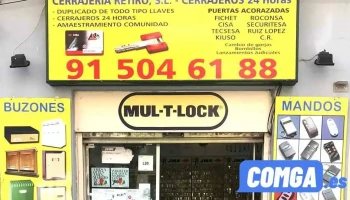 CERRAJERÍA RETIRO, S.L. - CERRAJEROS 24 HORAS
- DUPLICADO DE TODO TIPO LLAVES
- CERRAJEROS 24 HORAS
- AMAESTRAMIENTO COMUNIDAD
PUERTAS ACORAZADAS
FICHET ROCONSA
CISA SECURITESA
TECSESA RUIZ LOPEZ
KIUSO C.R.
Cambio de guardas
Bombillos
Lanzamientos Judiciales
91 504 61 88
BUZONES
MUL-T-LOCK
MANDOS
COMGA.es